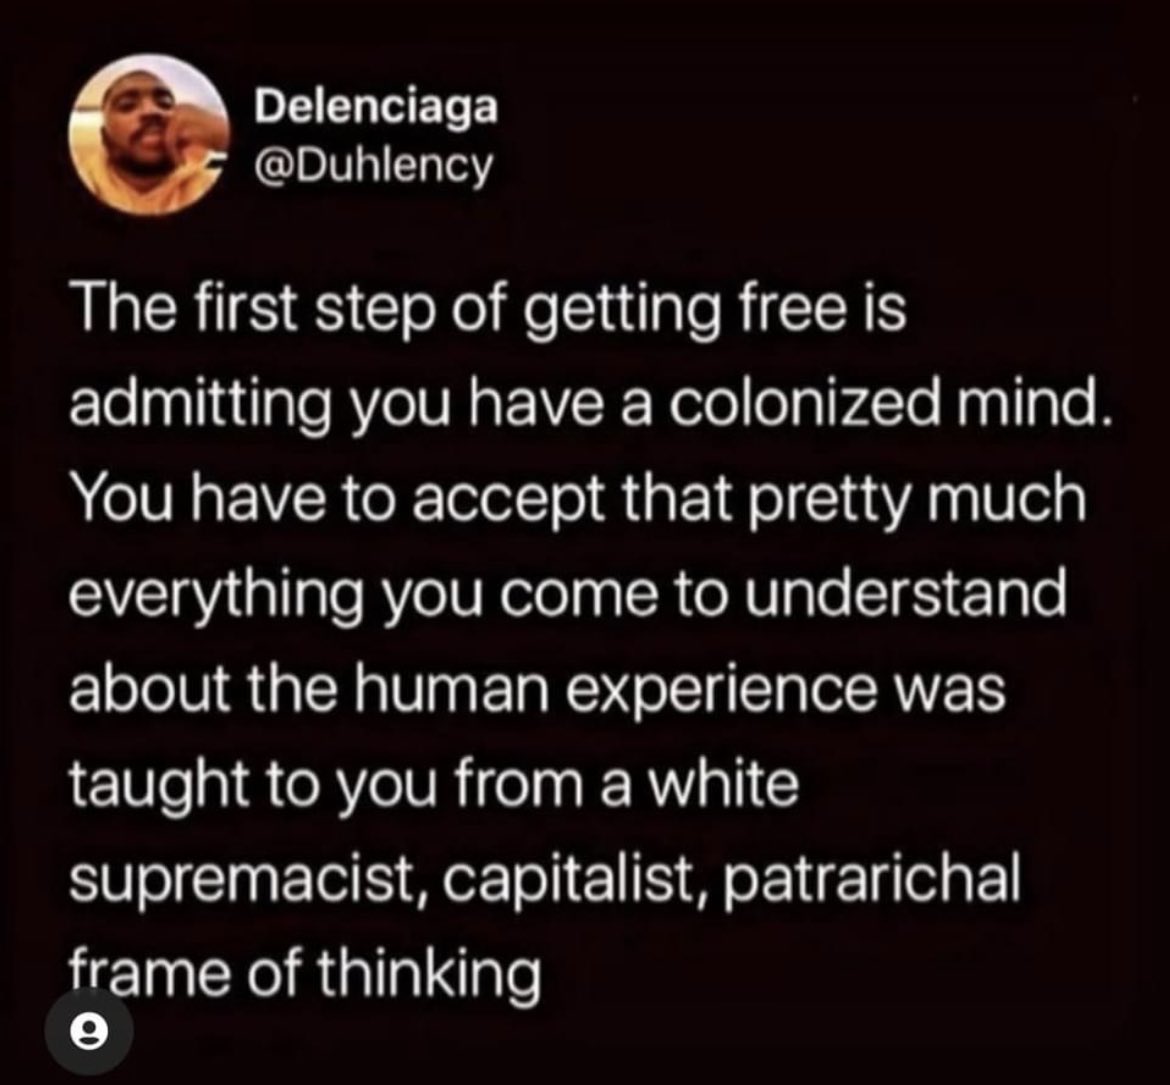 Delenciaga
@Duhlency
The first step of getting free is
admitting you have a colonized mind.
You have to accept that pretty much
everything you come to understand
about the human experience was
taught to you from a white
supremacist, capitalist, patrarichal
frame of thinking